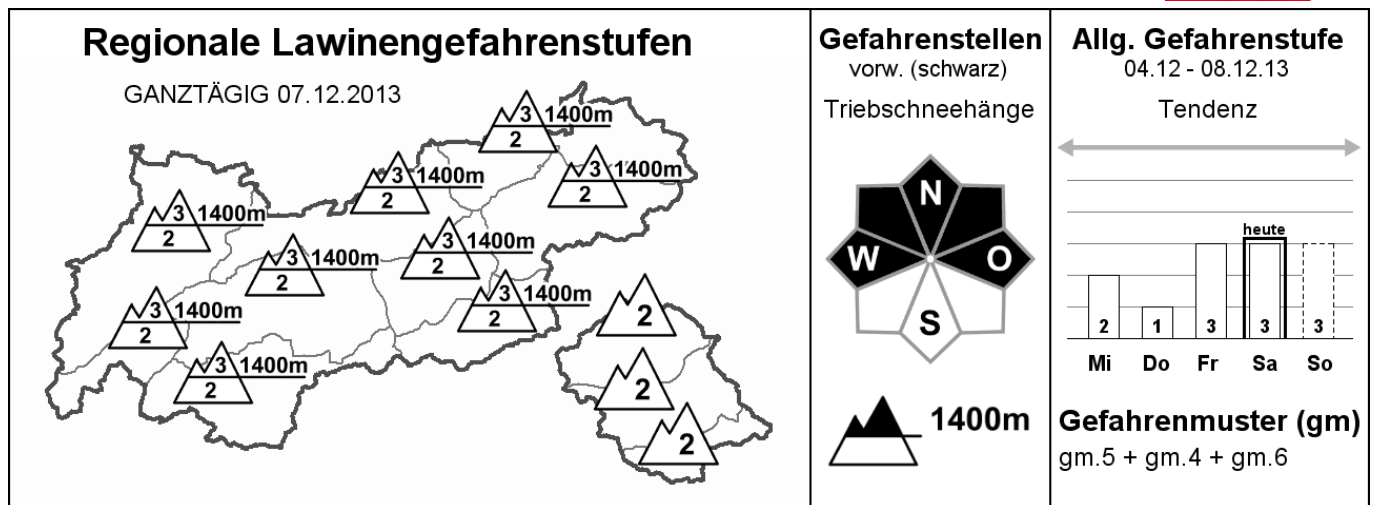 Regionale Lawinengefahrenstufen
GANZTÄGIG 07.12.2013
3 1400m
2
3 1400m
2
3 1400m
2
3 1400m
2
3 1400m
2
3 1400m
2
3 1400m
2
3 1400m
2
3 1400m
2
2
2
2
Gefahrenstellen
vorw. (schwarz)
Triebschneehänge
N
W O
S
1400m
Allg. Gefahrenstufe
04.12 - 08.12.13
Tendenz
heute
2 1 3 3 3
Mi Do Fr Sa So
Gefahrenmuster (gm)
gm.5 + gm.4 + gm.6